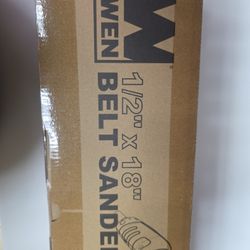 WEN
1/2" x 18"
BELT SANDER